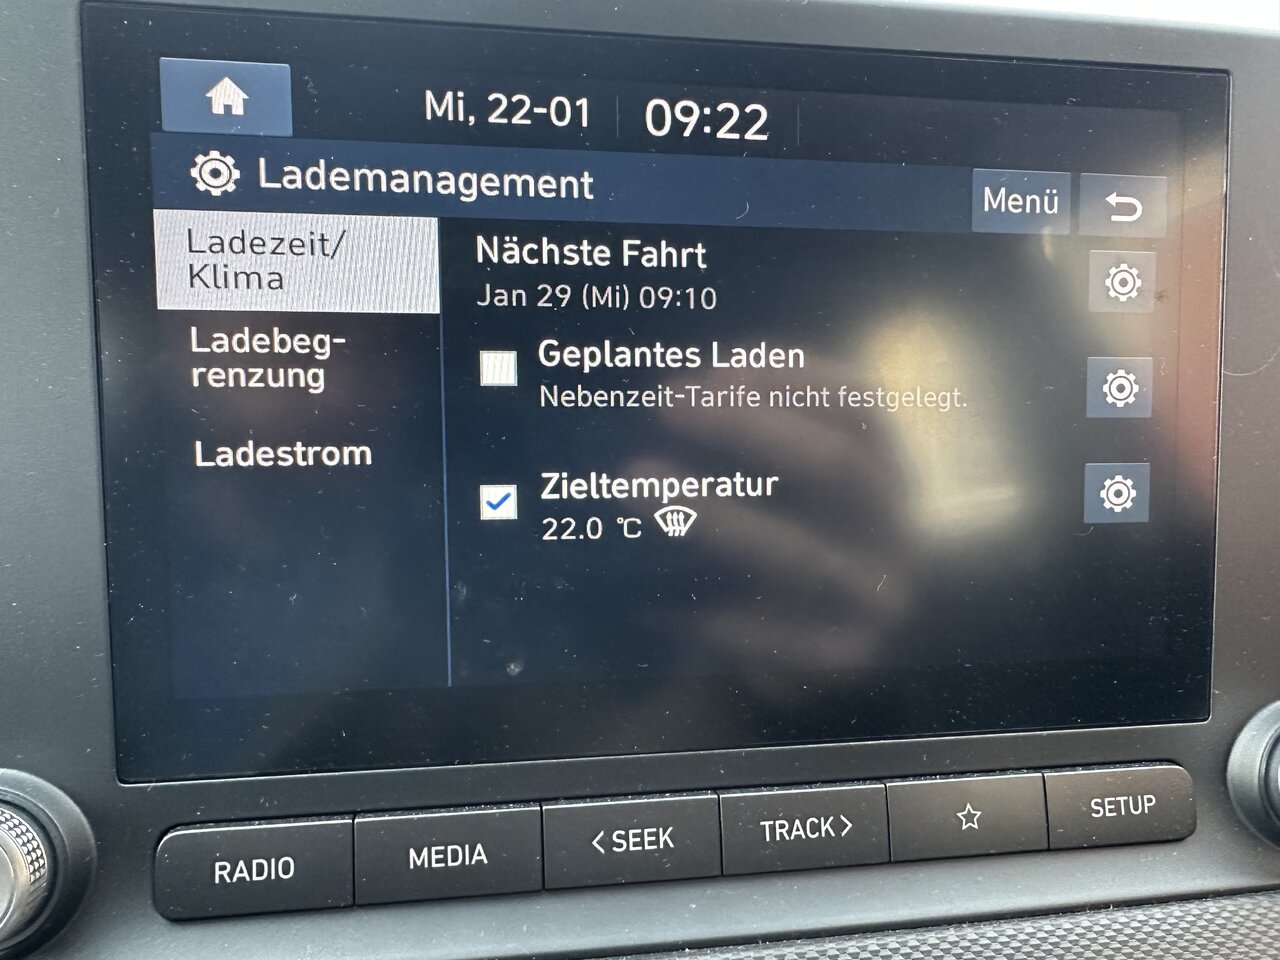 Mi, 22-01 09:22
Lademanagement
Menü
Ladezeit/
Klima
Ladebeg-
renzung
Ladestrom
Nächste Fahrt
Jan 29 (Mi) 09:10
Geplantes Laden
Nebenzeit-Tarife nicht festgelegt.
Zieltemperatur
22.0 °C
RADIO
MEDIA
<SEEK
TRACK>
SETUP